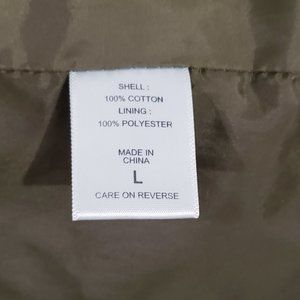 SHELL :
100% COTTON
LINING :
100% POLYESTER
MADE IN
CHINA
L
CARE ON REVERSE